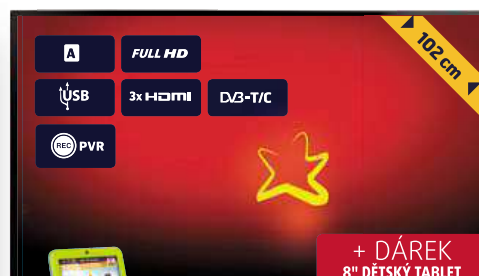 A
FULL HD
102 cm
USB
3x HDMI
DVB-T/C
REC PVR
+ DÁREK
8" DĚTSKÝ TABLET